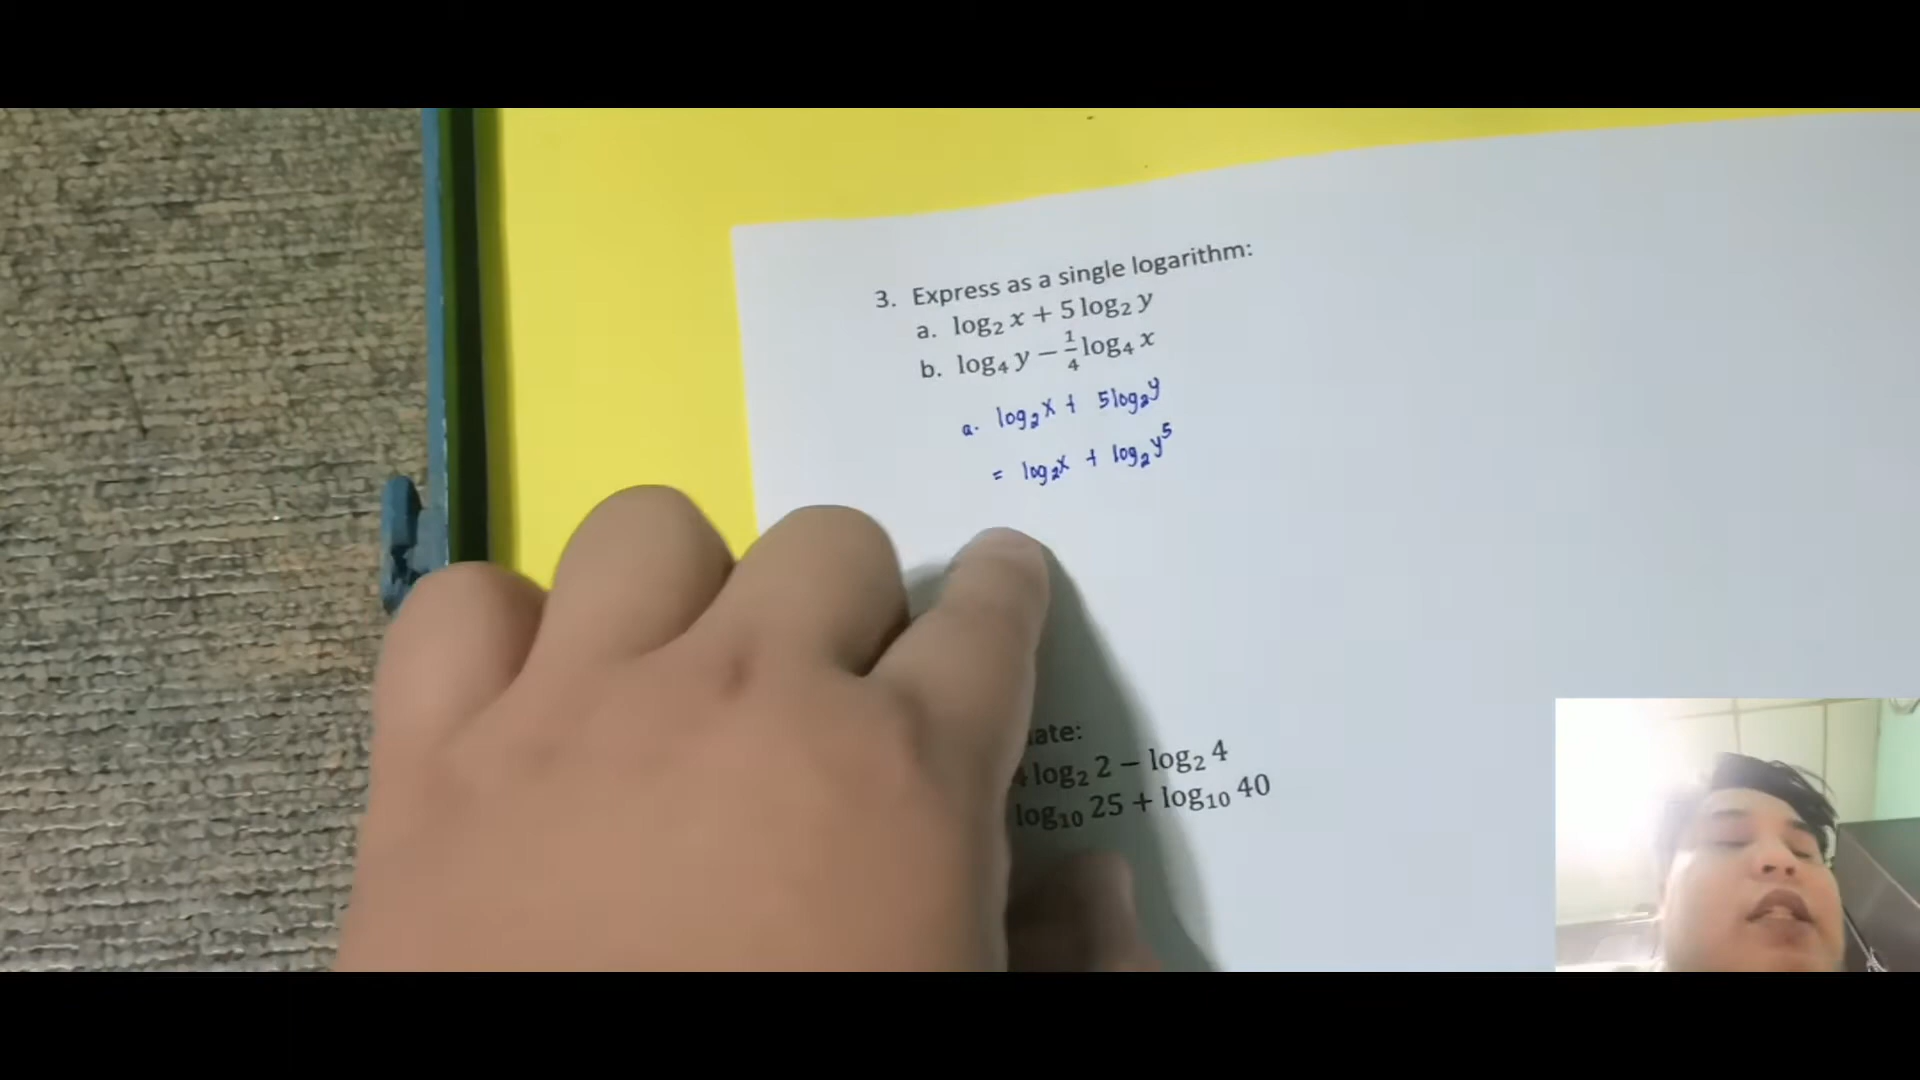 3. Express as a single logarithm:
a. log₂ x + 5 log₂ y
b. log₄ y − ¼ log₄ x
a. log₂x + 5log₂y
= log₂x + log₂y⁵
log₂ 2 − log₂ 4
log₁₀ 25 + log₁₀ 40